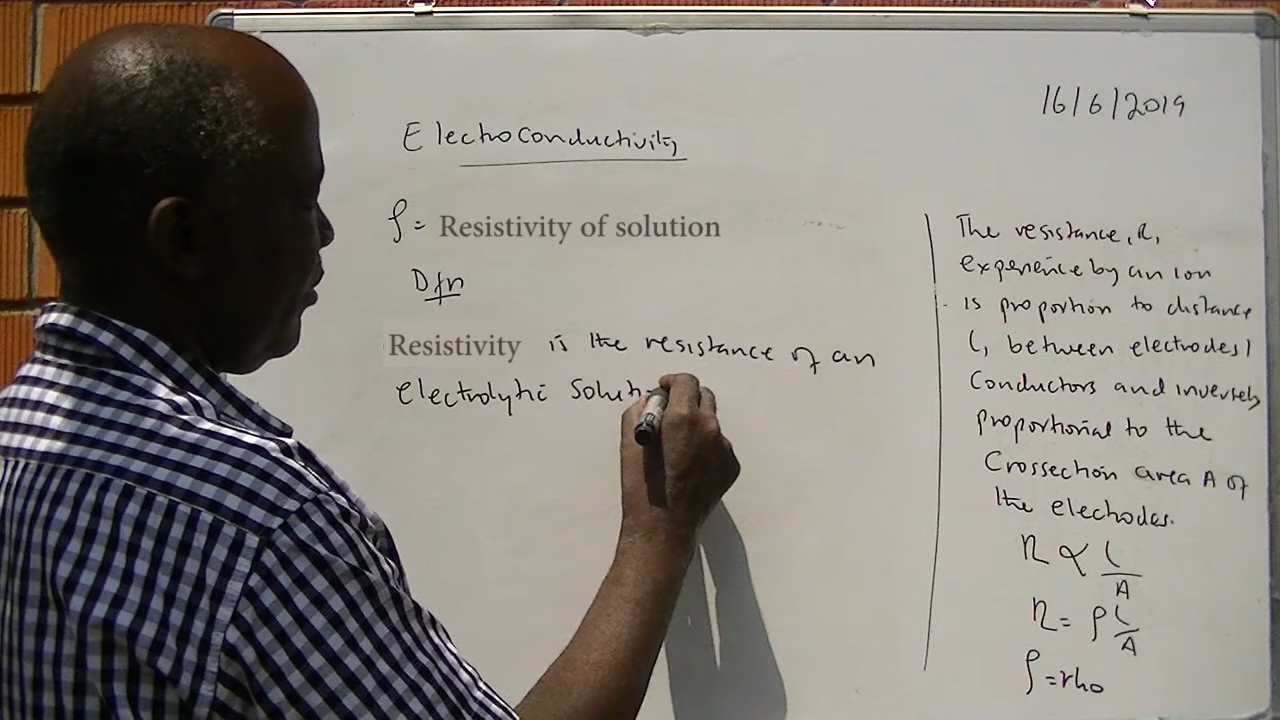 16/6/2019
Electroconductivity
ρ = Resistivity of solution
Dfn
Resistivity is the resistance of an
electrolytic Soluti
The resistance, R,
experience by an ion
is proportion to distance
l, between electrodes/
Conductors and inversely
proportional to the
Crossection area A of
the electrodes.
R ∝ l/A
R = ρ l/A
ρ = rho